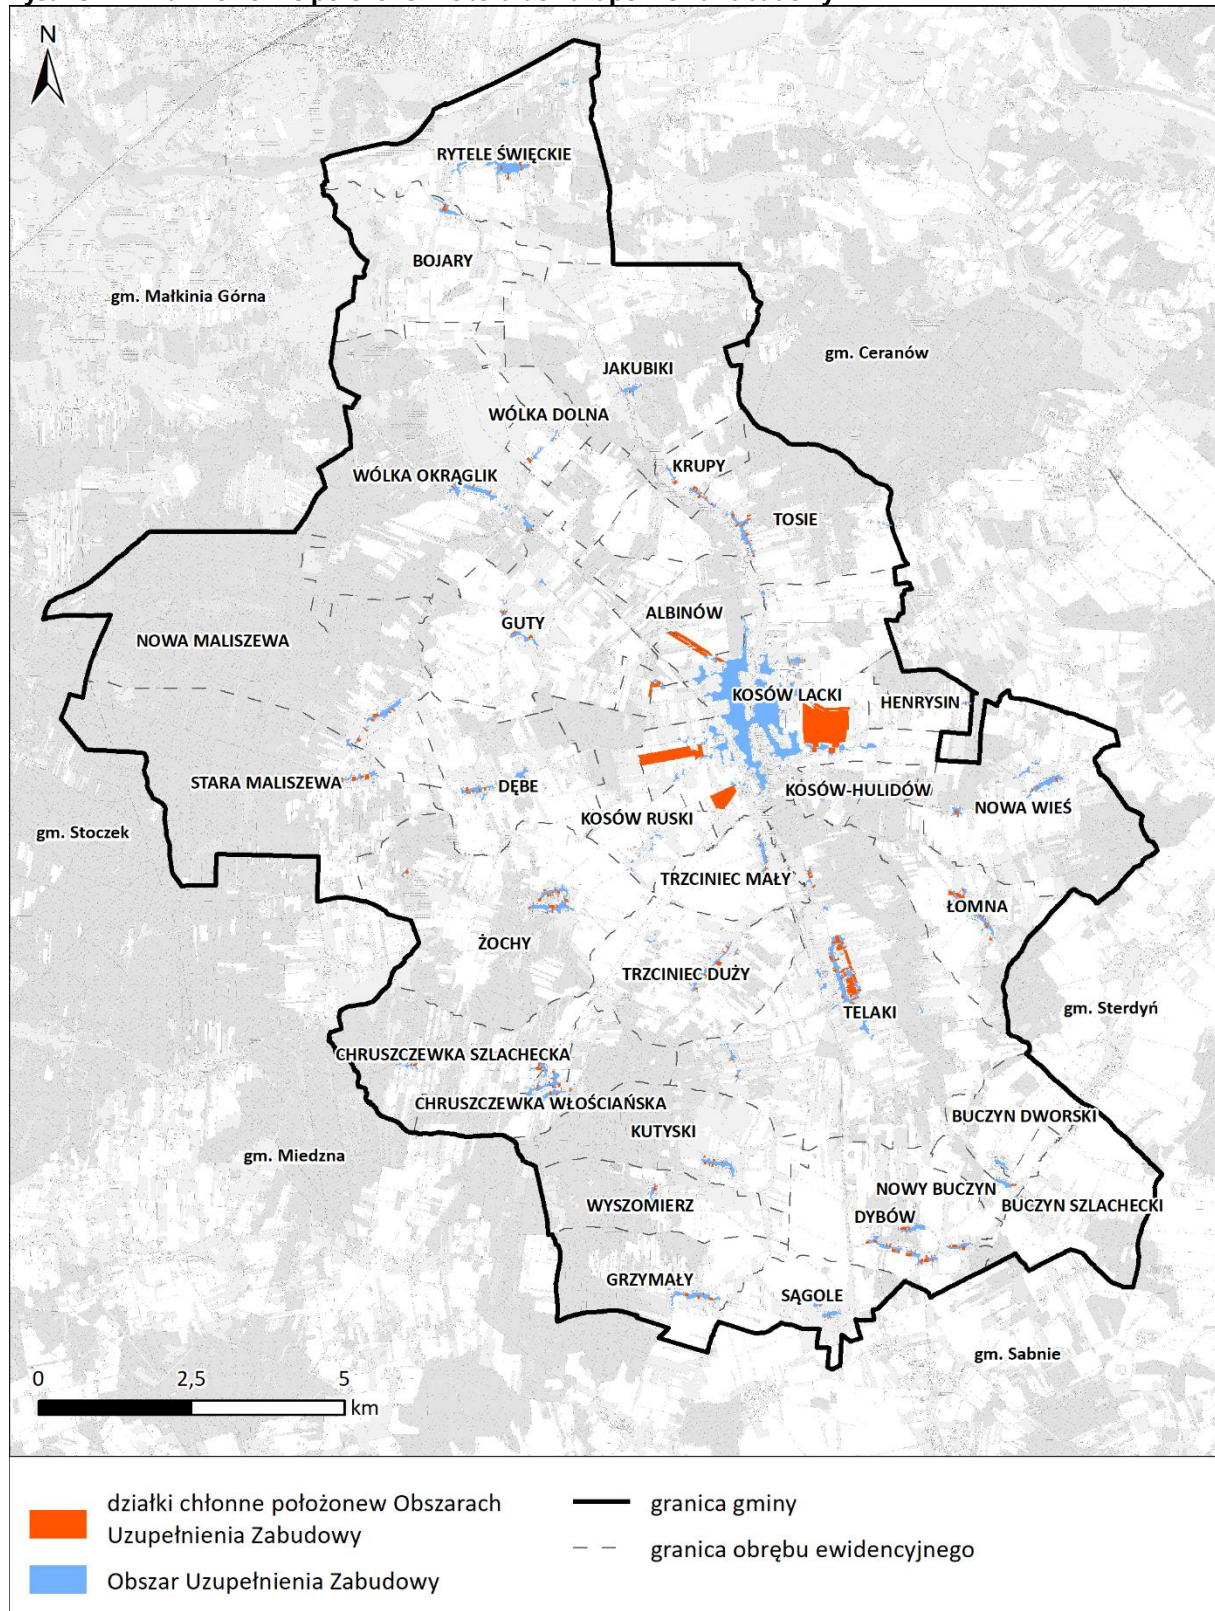 N
RYTELE ŚWIĘCKIE
BOJARY
gm. Małkinia Górna
gm. Ceranów
JAKUBIKI
WÓLKA DOLNA
KRUPY
WÓLKA OKRĄGLIK
TOSIE
ALBINÓW
GUTY
NOWA MALISZEWA
KOSÓW LACKI
HENRYSIN
STARA MALISZEWA
DĘBE
KOSÓW-HULIDÓW
NOWA WIEŚ
KOSÓW RUSKI
gm. Stoczek
TRZCINIEC MAŁY
ŁOMNA
ŻOCHY
TRZCINIEC DUŻY
TELAKI
gm. Sterdyń
CHRUSZCZEWKA SZLACHECKA
CHRUSZCZEWKA WŁOŚCIAŃSKA
BUCZYN DWORSKI
KUTYSKI
gm. Miedzna
NOWY BUCZYN
WYSZOMIERZ
BUCZYN SZLACHECKI
DYBÓW
GRZYMAŁY
SĄGOLE
gm. Sabnie
0 2,5 5
km
działki chłonne położonew Obszarach
Uzupełnienia Zabudowy
Obszar Uzupełnienia Zabudowy
granica gminy
granica obrębu ewidencyjnego